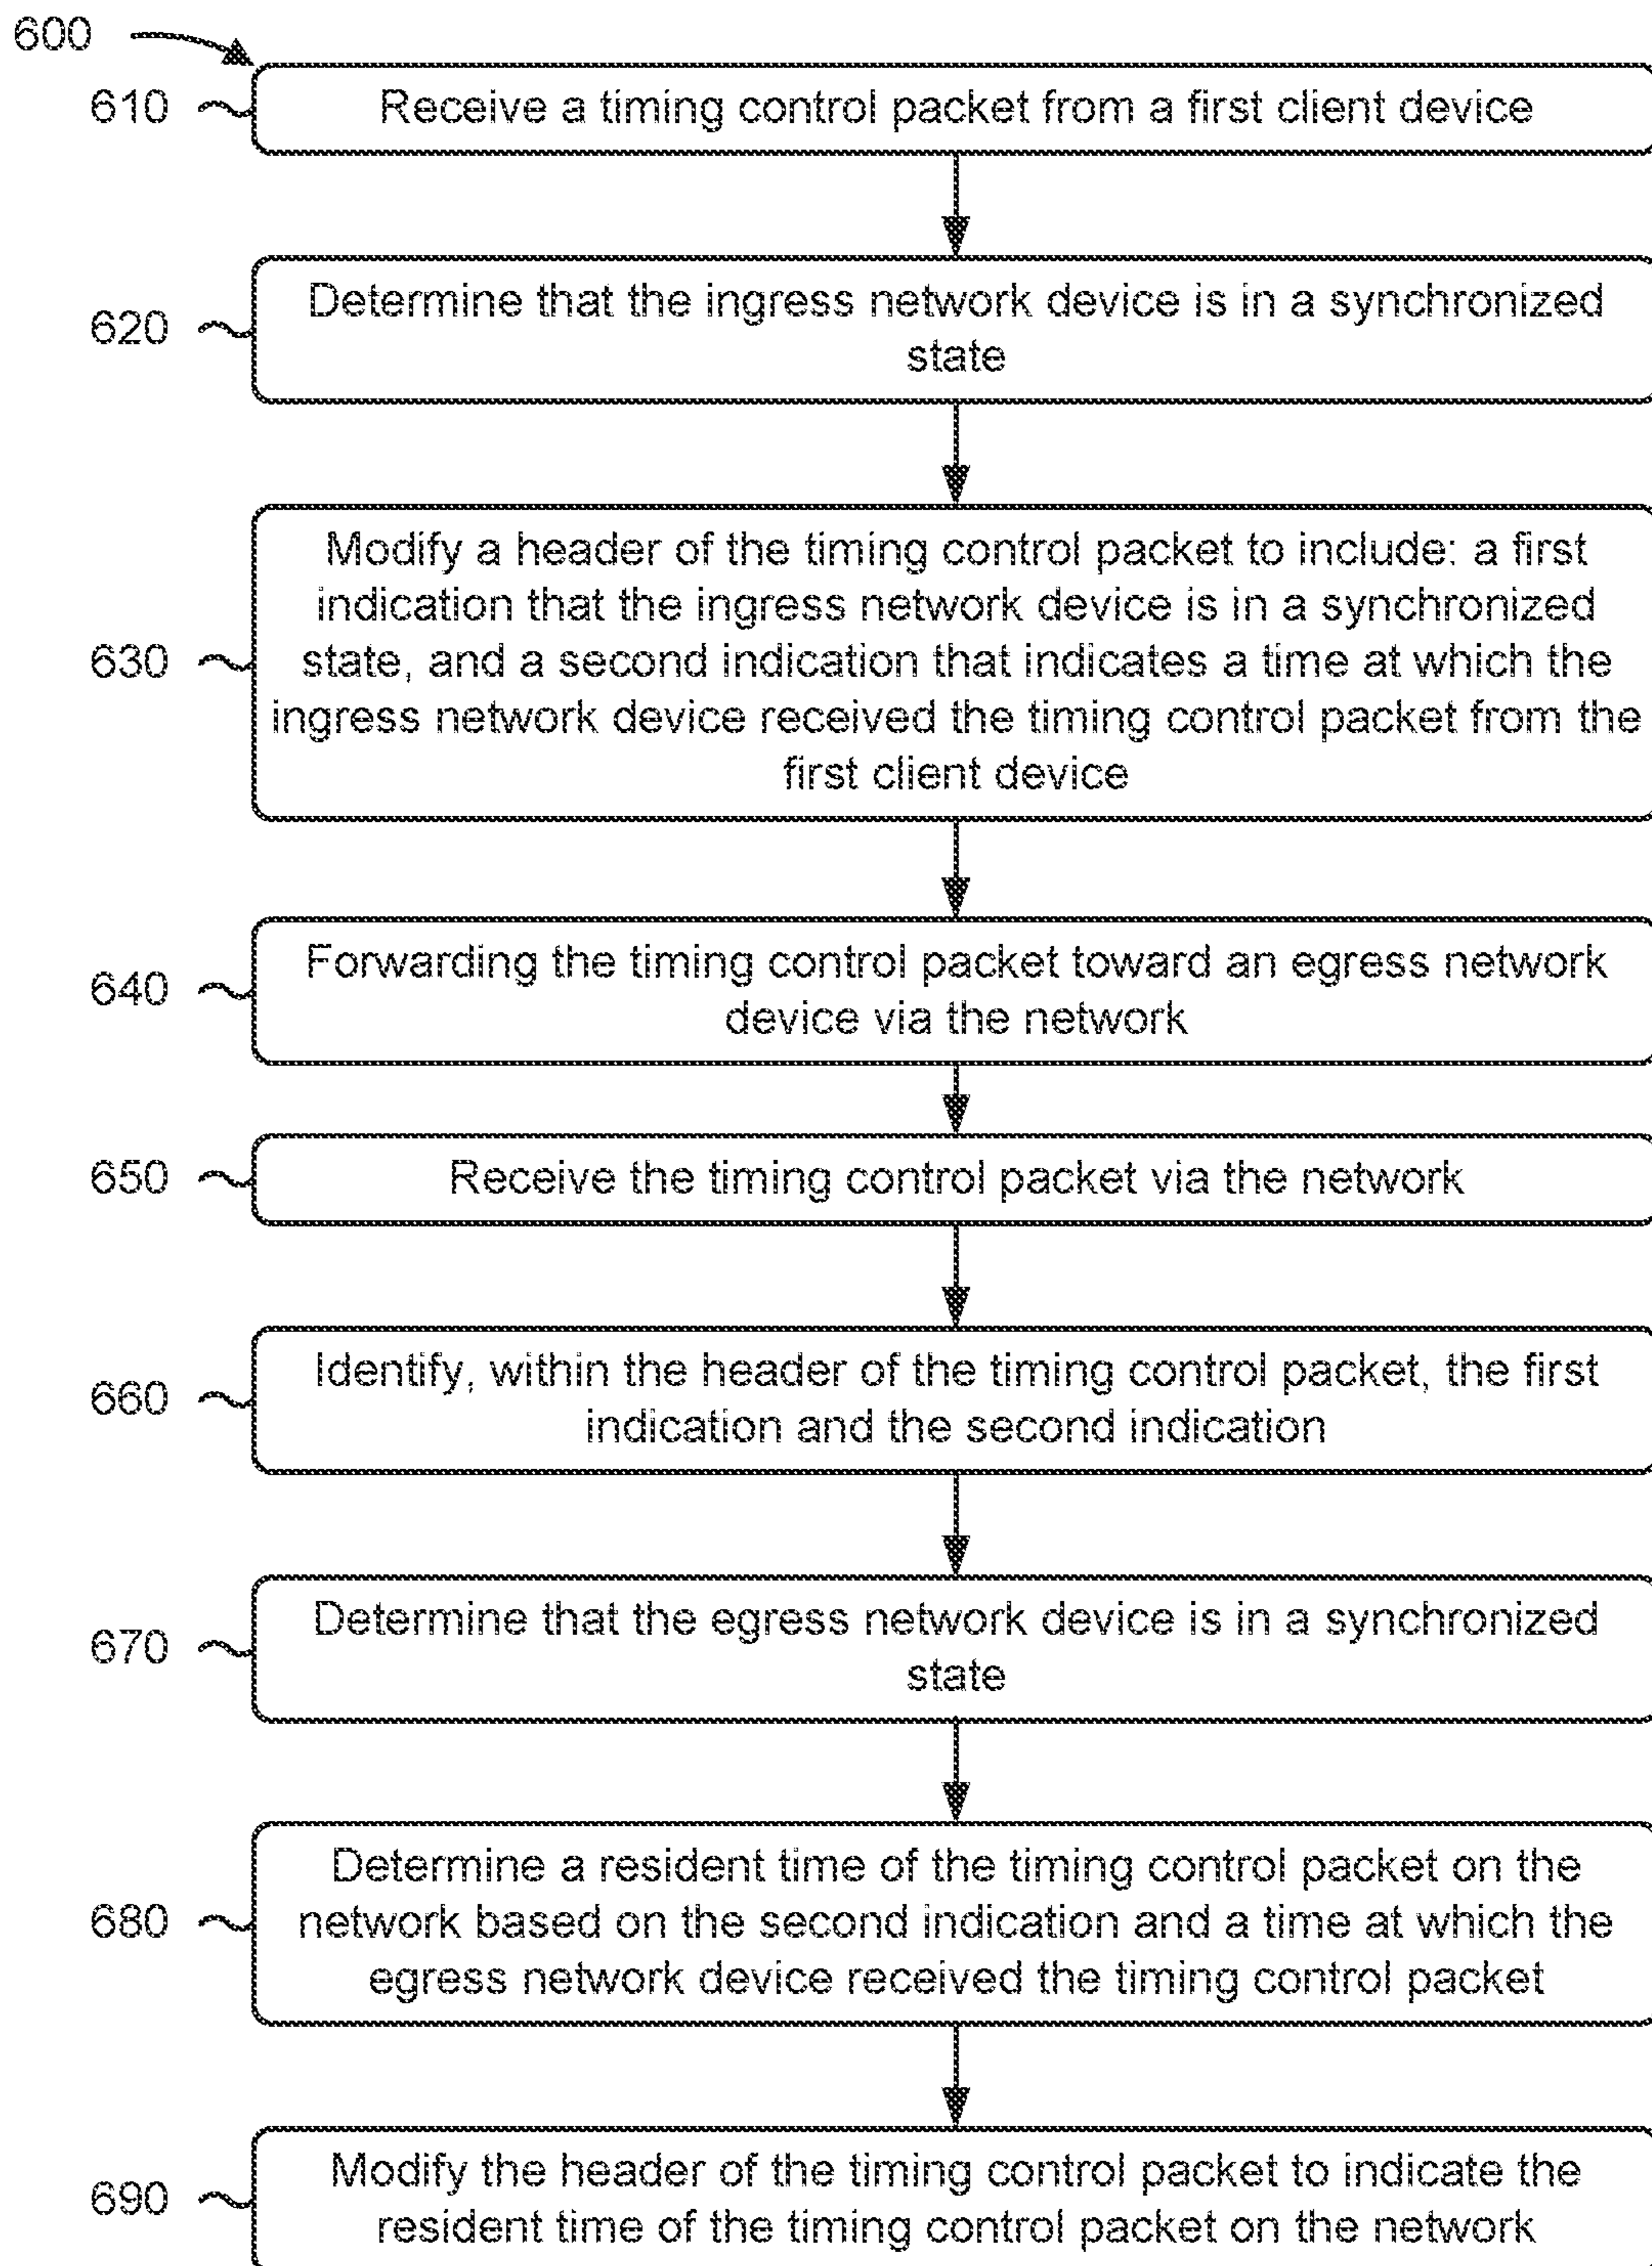 600
610
Receive a timing control packet from a first client device
620
Determine that the ingress network device is in a synchronized
state
630
Modify a header of the timing control packet to include: a first
indication that the ingress network device is in a synchronized
state, and a second indication that indicates a time at which the
ingress network device received the timing control packet from the
first client device
640
Forwarding the timing control packet toward an egress network
device via the network
650
Receive the timing control packet via the network
660
Identify, within the header of the timing control packet, the first
indication and the second indication
670
Determine that the egress network device is in a synchronized
state
680
Determine a resident time of the timing control packet on the
network based on the second indication and a time at which the
egress network device received the timing control packet
690
Modify the header of the timing control packet to indicate the
resident time of the timing control packet on the network